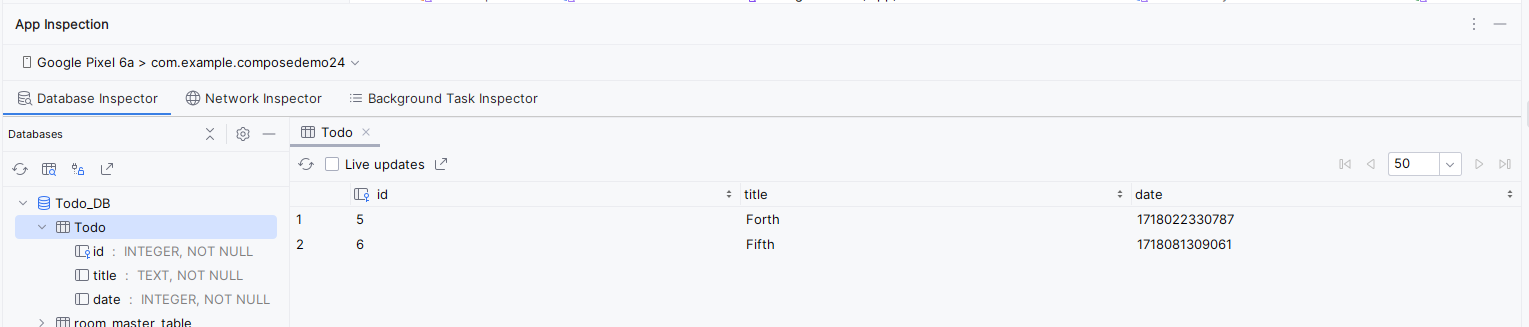 App Inspection
Google Pixel 6a > com.example.composedemo24
Database Inspector Network Inspector Background Task Inspector
Databases
Todo
Live updates
50
id title date
1 5 Forth 1718022330787
2 6 Fifth 1718081309061
Todo_DB
Todo
id : INTEGER, NOT NULL
title : TEXT, NOT NULL
date : INTEGER, NOT NULL
room_master_table